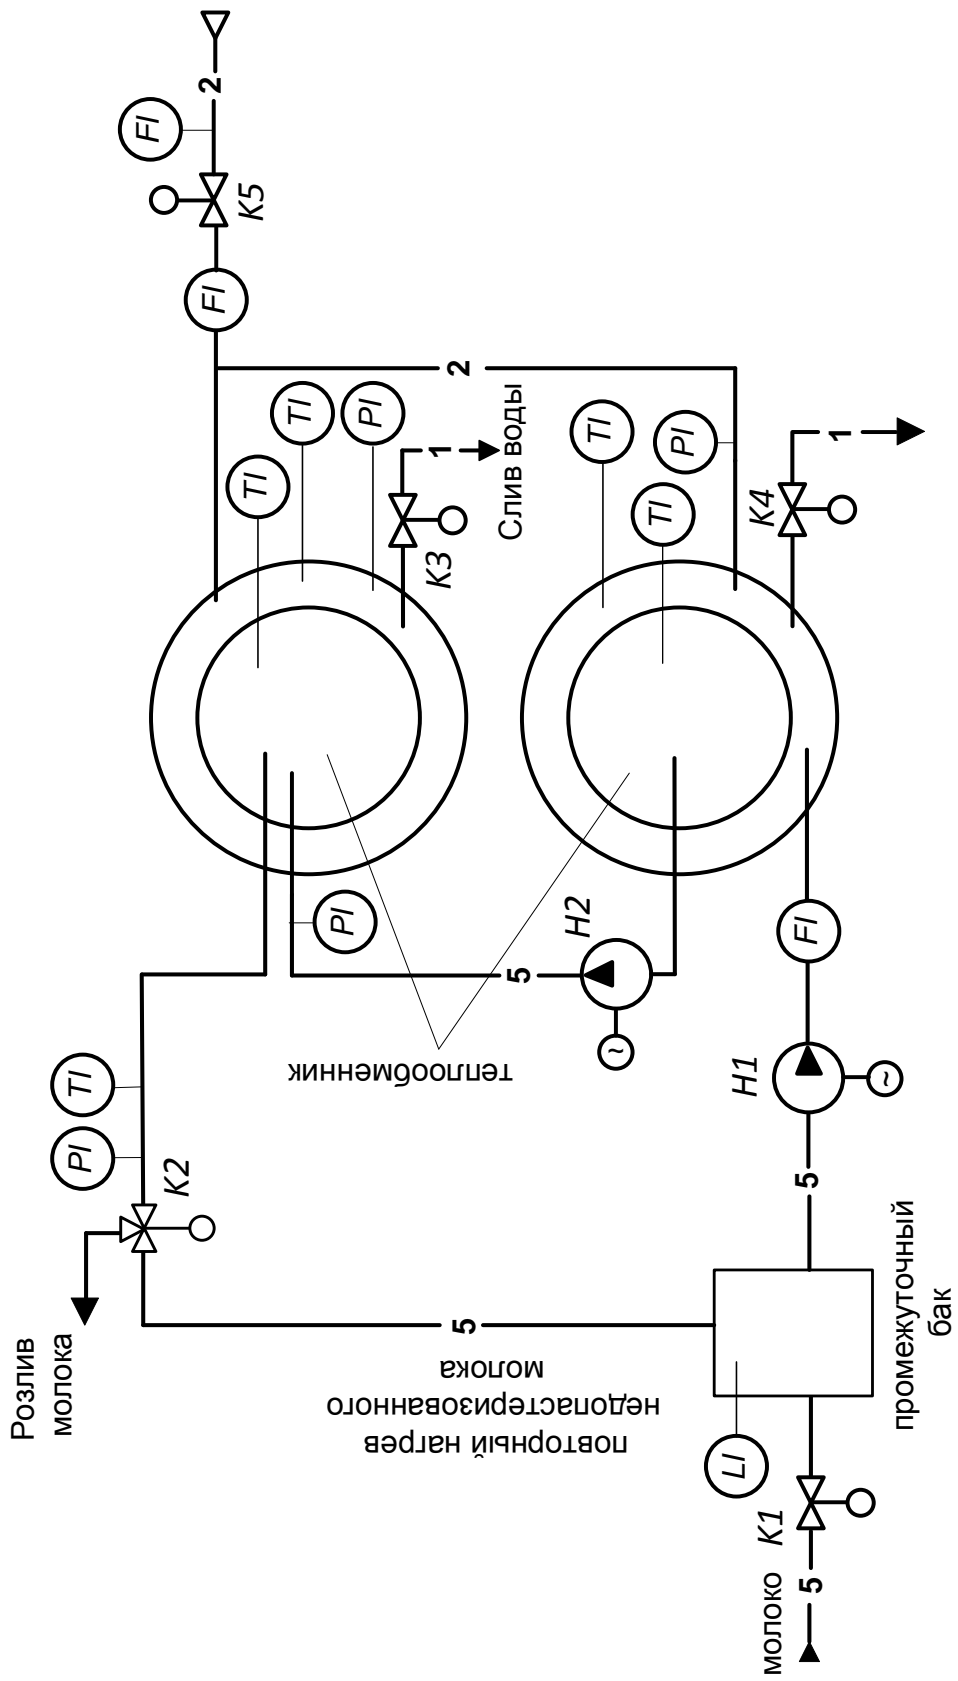 2
FI
K5
FI
2
TI
PI
TI
1
K3
Слив воды
TI
PI
TI
K4
1
PI
H2
5
~
теплообменник
FI
H1
~
TI
PI
K2
5
Розлив
молока
повторный нагрев
недопастеризованного
молока
5
промежуточный
бак
LI
K1
5
молоко